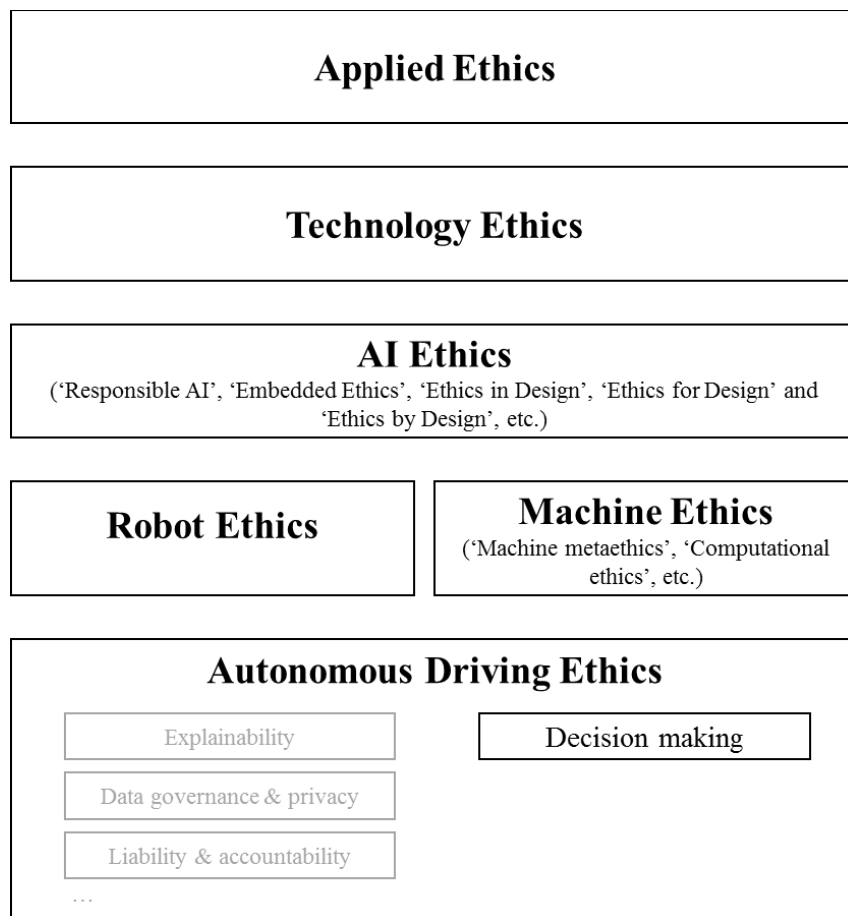 Applied Ethics
Technology Ethics
AI Ethics
(‘Responsible AI’, ‘Embedded Ethics’, ‘Ethics in Design’, ‘Ethics for Design’ and
‘Ethics by Design’, etc.)
Robot Ethics
Machine Ethics
(‘Machine metaethics’, ‘Computational
ethics’, etc.)
Autonomous Driving Ethics
Explainability
Data governance & privacy
Liability & accountability
…
Decision making